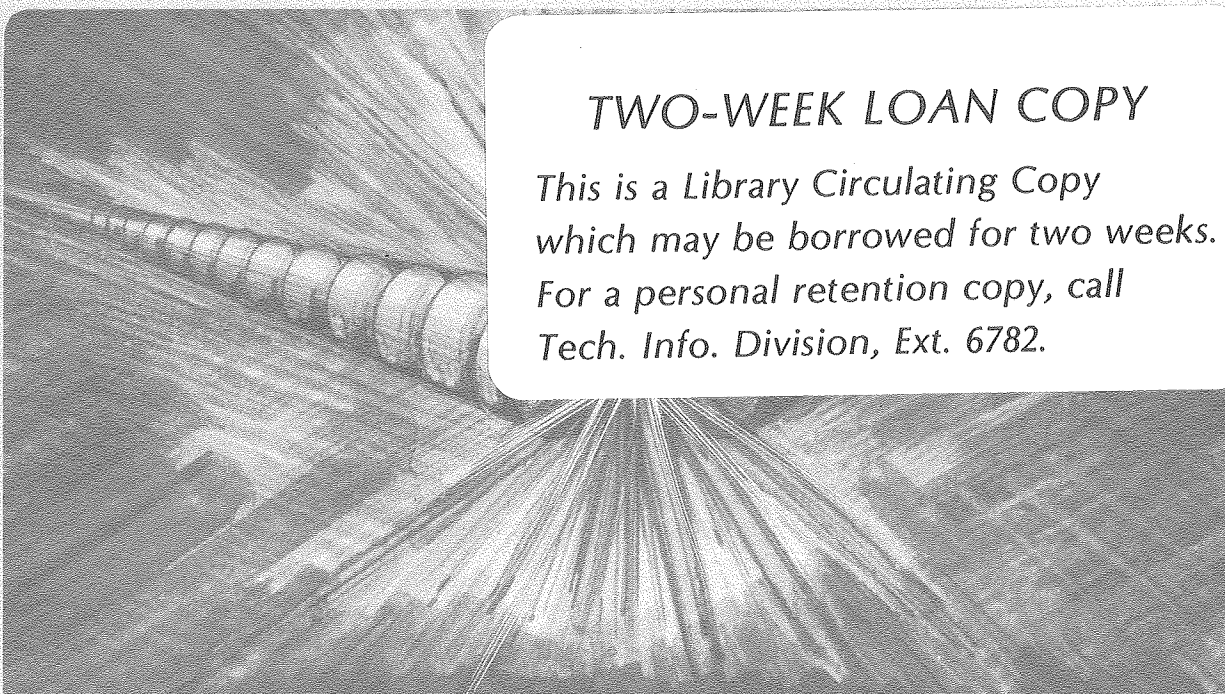 TWO-WEEK LOAN COPY
This is a Library Circulating Copy
which may be borrowed for two weeks.
For a personal retention copy, call
Tech. Info. Division, Ext. 6782.